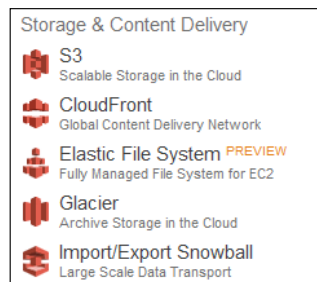 Storage & Content Delivery
S3
Scalable Storage in the Cloud
CloudFront
Global Content Delivery Network
Elastic File System PREVIEW
Fully Managed File System for EC2
Glacier
Archive Storage in the Cloud
Import/Export Snowball
Large Scale Data Transport